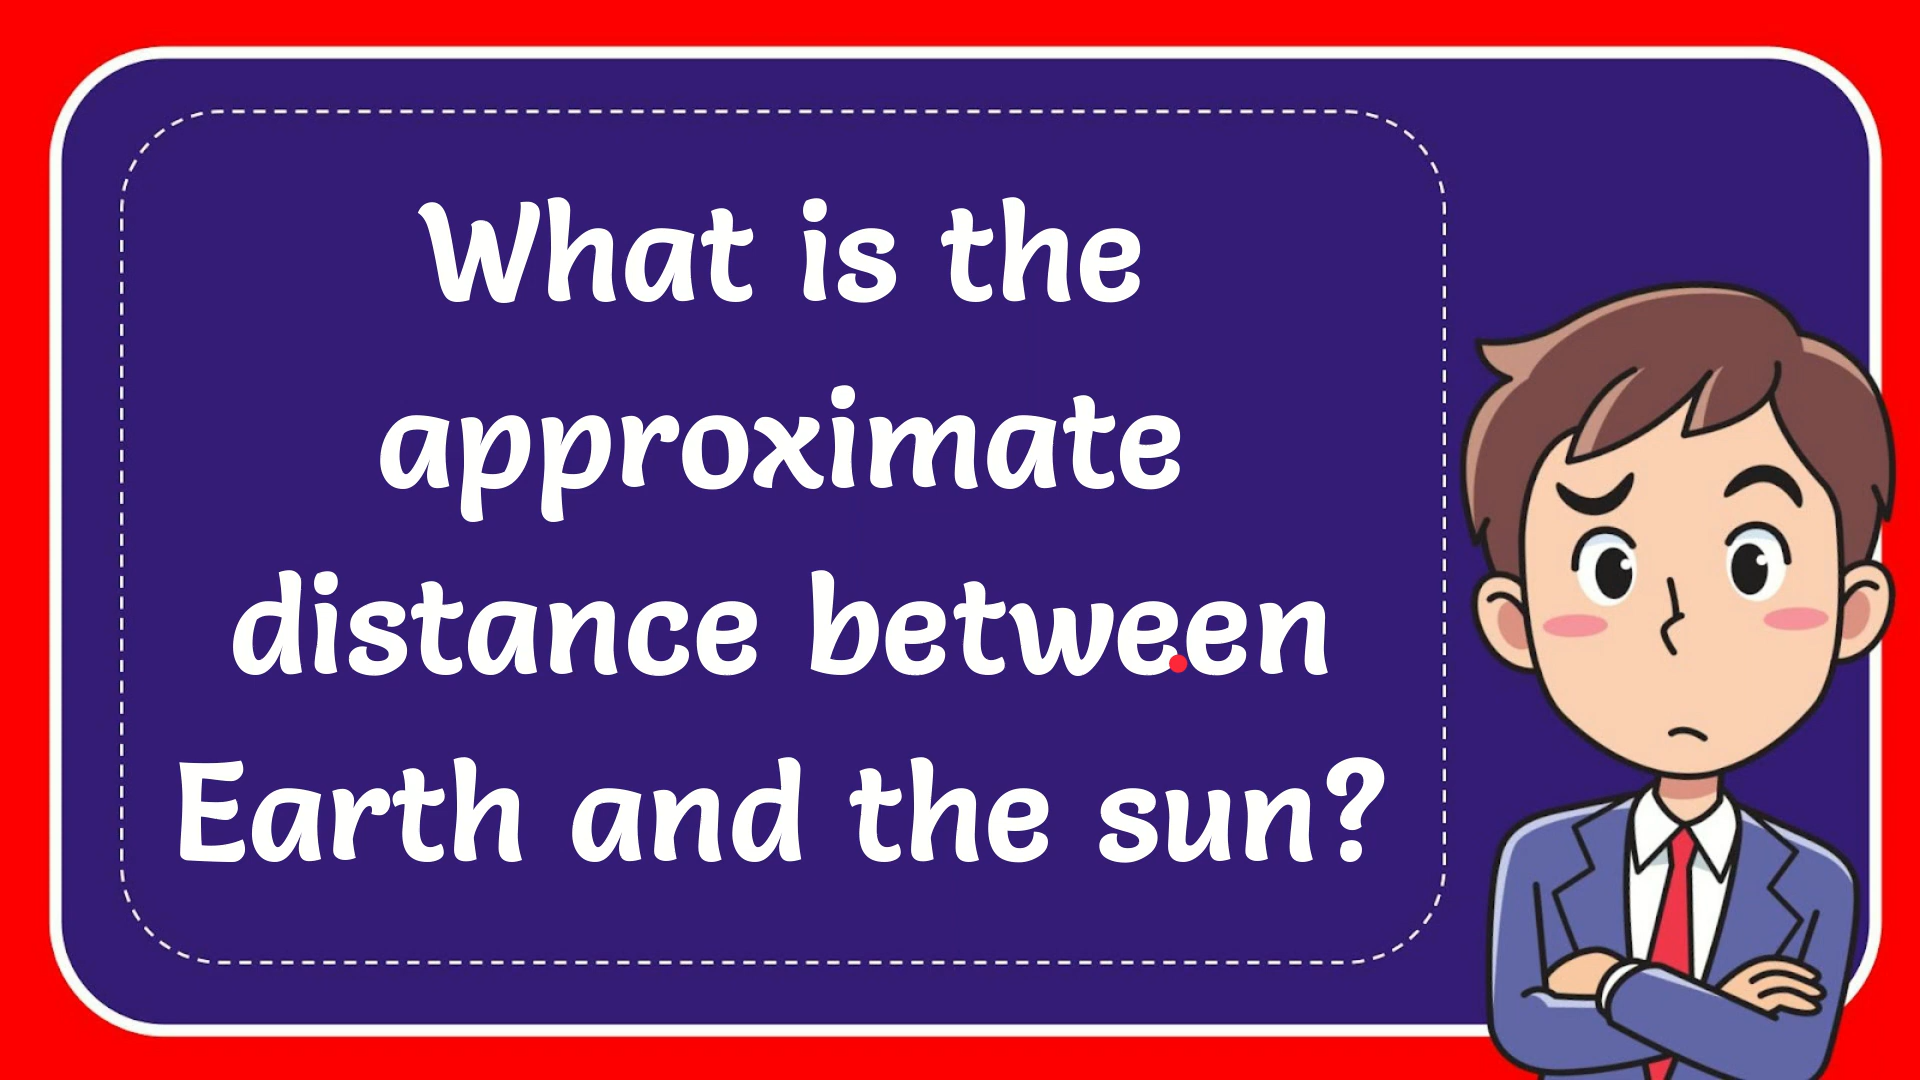 What is the
approximate
distance between
Earth and the sun?